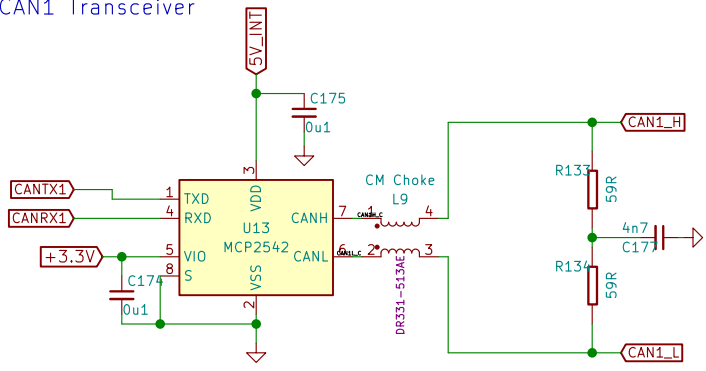 CAN1 Transceiver
5V_INT
C175
0u1
3
VDD
CM Choke
L9
CAN1_H
R133
59R
CANTX1
1
TXD
CANRX1
4
RXD
U13
MCP2542
CANH
7
CAN1H_C
1
4
4n7
C177
+3.3V
5
VIO
8
S
CANL
6
CAN1L_C
2
3
DR331-513AE
R134
59R
C174
0u1
VSS
2
CAN1_L